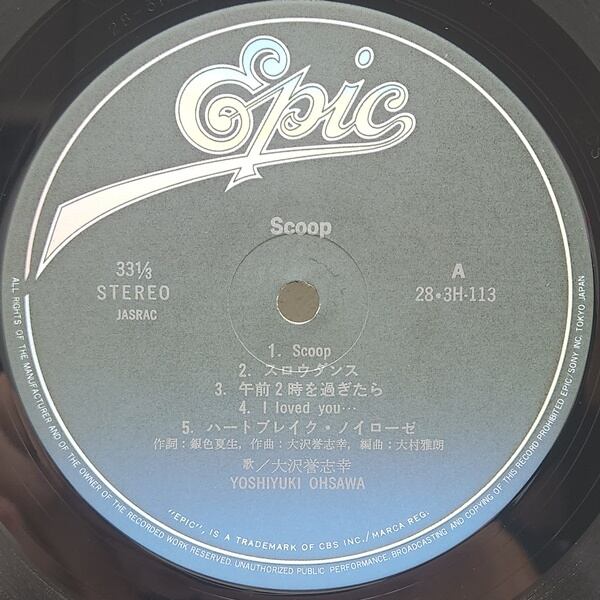 Epic
Scoop
33⅓
STEREO
JASRAC
A
28•3H-113
1. Scoop
2. スロウダンス
3. 午前2時を過ぎたら
4. I loved you…
5. ハートブレイク・ノイローゼ
作詞：銀色夏生，作曲：大沢誉志幸，編曲：大村雅朗
歌／大沢誉志幸
YOSHIYUKI OHSAWA
"EPIC", IS A TRADEMARK OF CBS INC./MARCA REG.
ALL RIGHTS OF THE MANUFACTURER AND OF THE OWNER OF THE RECORDED WORK RESERVED. UNAUTHORIZED PUBLIC PERFORMANCE, BROADCASTING AND COPYING OF THIS RECORD PROHIBITED EPIC/SONY INC. TOKYO JAPAN